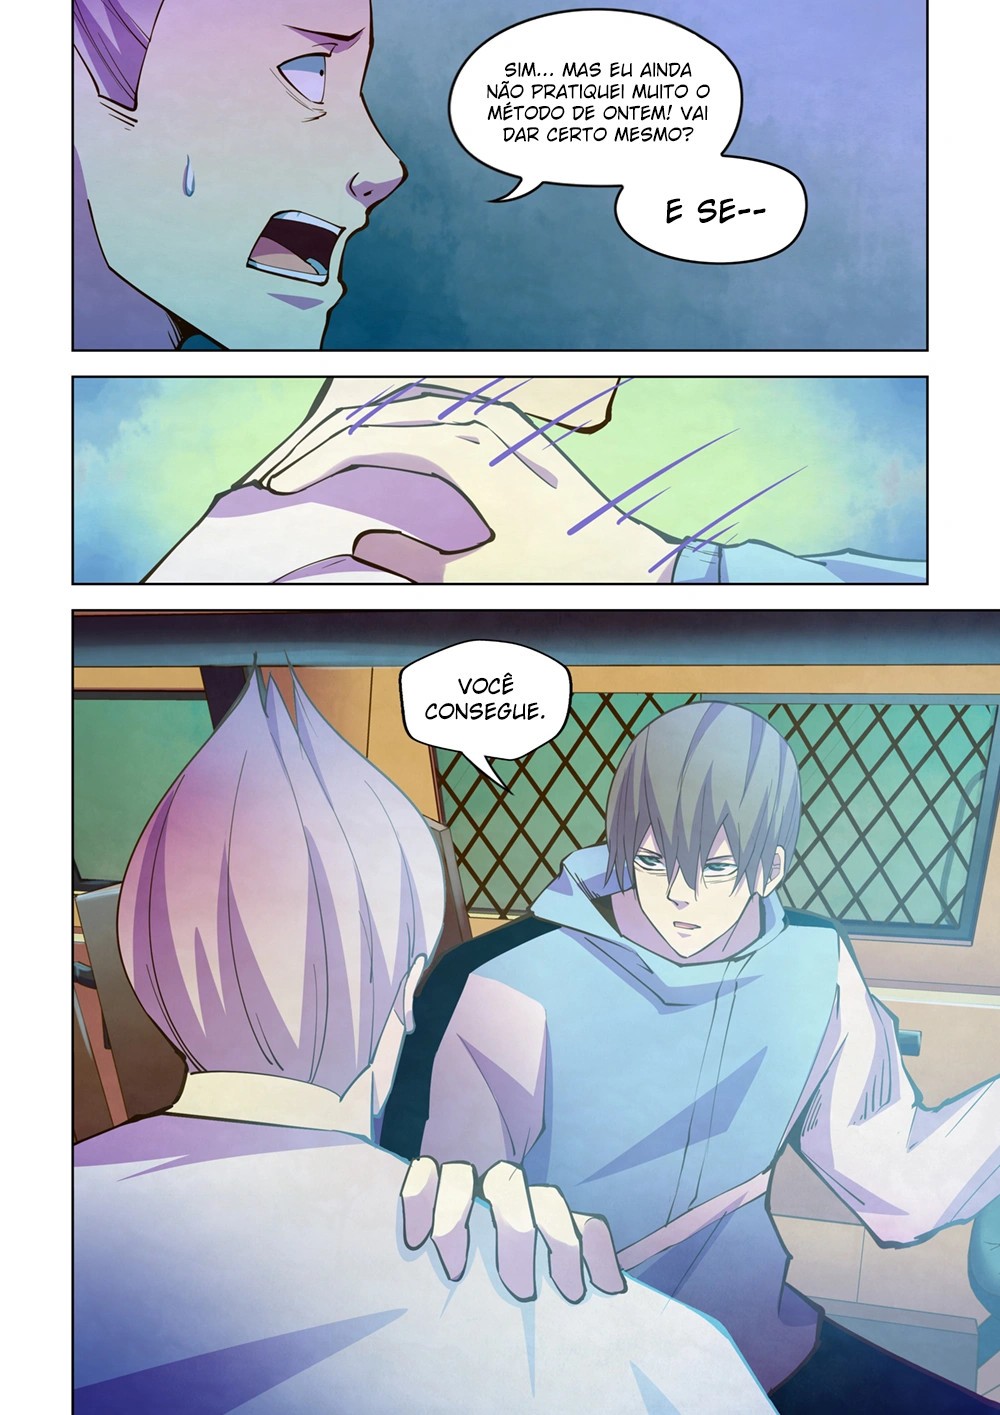 SIM... MAS EU AINDA
NÃO PRATIQUEI MUITO O
MÉTODO DE ONTEM! VAI
DAR CERTO MESMO?
E SE--
VOCÊ
CONSEGUE.